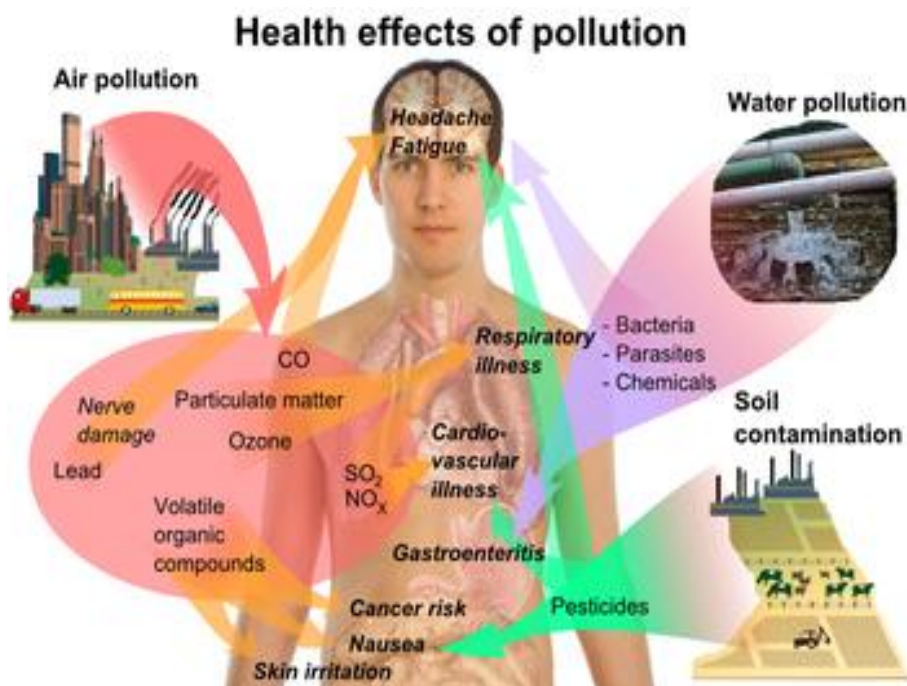 Health effects of pollution
Air pollution
Water pollution
Headache
Fatigue
CO
Particulate matter
Nerve
damage
Ozone
Lead
SO₂
NOₓ
Volatile
organic
compounds
Respiratory
illness
Cardio-
vascular
illness
Gastroenteritis
Cancer risk
Nausea
Skin irritation
- Bacteria
- Parasites
- Chemicals
Soil
contamination
Pesticides